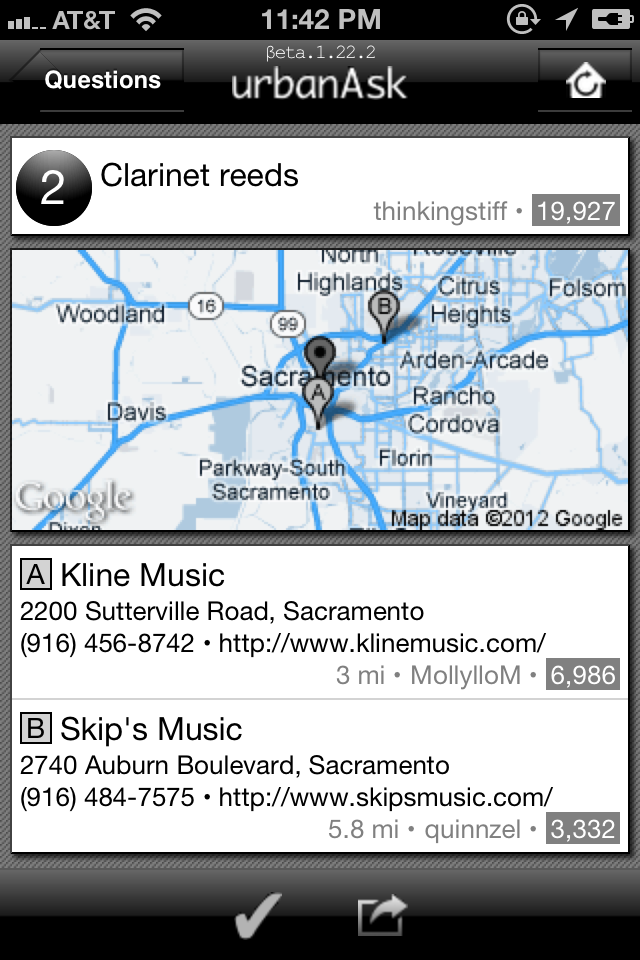 AT&T 11:42 PM
βeta.1.22.2
Questions urbanAsk
2 Clarinet reeds
thinkingstiff • 19,927
North
Highlands
Roseville
Citrus
Heights
Folsom
Woodland
16
99
B
Arden-Arcade
Sacramento
A
Rancho
Cordova
Davis
Florin
Parkway-South
Sacramento
Vineyard
Google
Dixon
Map data ©2012 Google
A Kline Music
2200 Sutterville Road, Sacramento
(916) 456-8742 • http://www.klinemusic.com/
3 mi • MollylloM • 6,986
B Skip's Music
2740 Auburn Boulevard, Sacramento
(916) 484-7575 • http://www.skipsmusic.com/
5.8 mi • quinnzel • 3,332